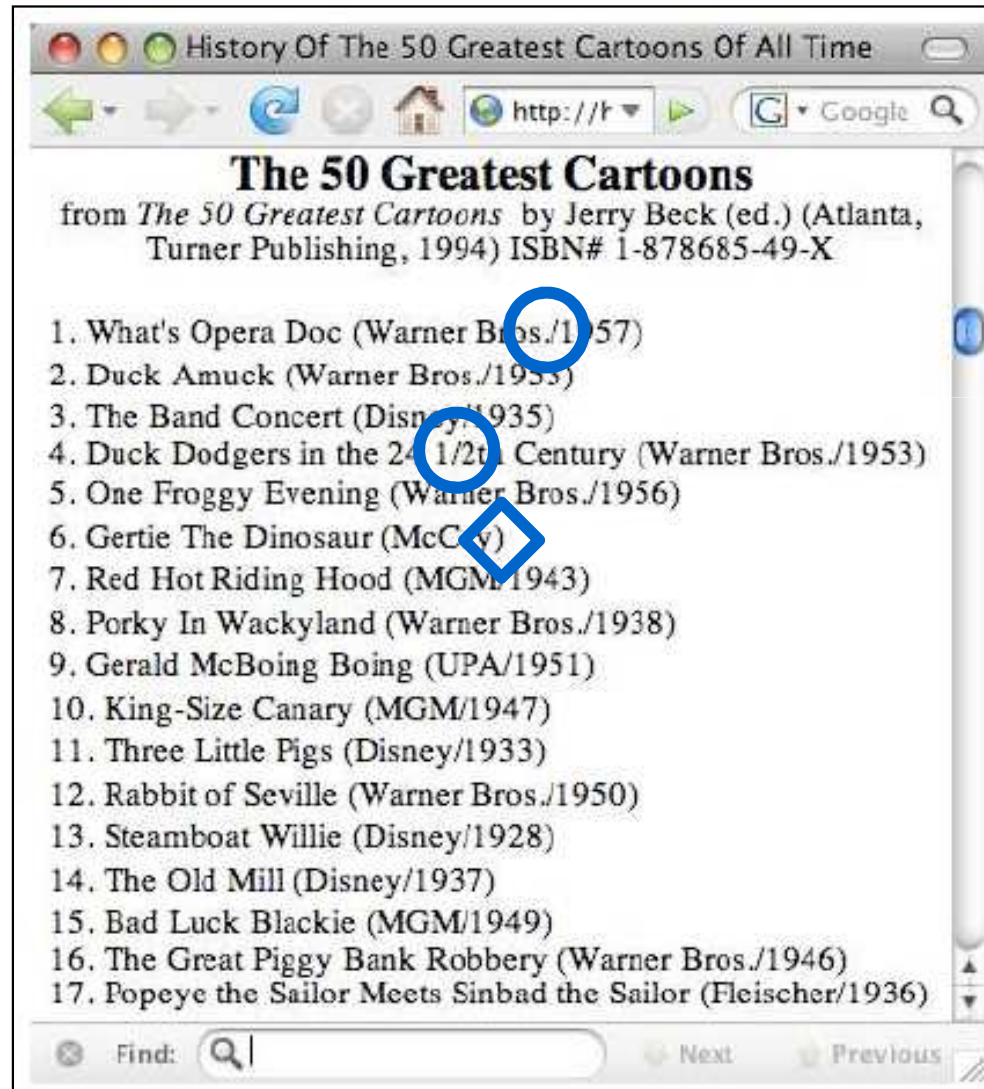 History Of The 50 Greatest Cartoons Of All Time
http://h G Google
The 50 Greatest Cartoons
from The 50 Greatest Cartoons by Jerry Beck (ed.) (Atlanta,
Turner Publishing, 1994) ISBN# 1-878685-49-X
1. What's Opera Doc (Warner Bros./1957)
2. Duck Amuck (Warner Bros./1953)
3. The Band Concert (Disney/1935)
4. Duck Dodgers in the 24 1/2th Century (Warner Bros./1953)
5. One Froggy Evening (Warner Bros./1956)
6. Gertie The Dinosaur (McCay)
7. Red Hot Riding Hood (MGM/1943)
8. Porky In Wackyland (Warner Bros./1938)
9. Gerald McBoing Boing (UPA/1951)
10. King-Size Canary (MGM/1947)
11. Three Little Pigs (Disney/1933)
12. Rabbit of Seville (Warner Bros./1950)
13. Steamboat Willie (Disney/1928)
14. The Old Mill (Disney/1937)
15. Bad Luck Blackie (MGM/1949)
16. The Great Piggy Bank Robbery (Warner Bros./1946)
17. Popeye the Sailor Meets Sinbad the Sailor (Fleischer/1936)
Find: Next Previous